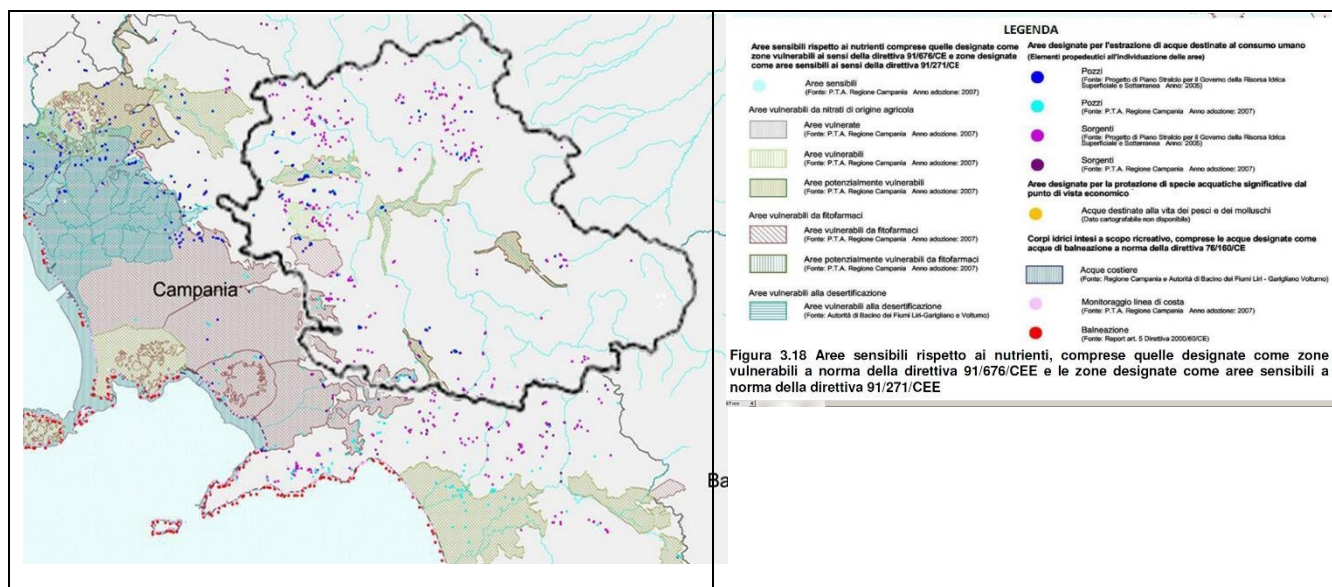 Campania
Ba
LEGENDA
Aree sensibili rispetto ai nutrienti comprese quelle designate come
zone vulnerabili ai sensi della direttiva 91/676/CE e zone designate
come aree sensibili ai sensi della direttiva 91/271/CE
Aree sensibili
(Fonte: P.T.A. Regione Campania Anno adozione: 2007)
Aree vulnerabili da nitrati di origine agricola
Aree vulnerate
(Fonte: P.T.A. Regione Campania Anno adozione. 2007)
Aree vulnerabili
(Fonte: P.T.A. Regione Campania Anno adozione: 2007)
Aree potenzialmente vulnerabili
(Fonte: P.T.A. Regione Campania Anno adozione: 2007)
Aree vulnerabili da fitofarmaci
Aree vulnerabili da fitofarmaci
(Fonte: P.T.A. Regione Campania Anno adozione: 2007)
Aree potenzialmente vulnerabili da fitofarmaci
(Fonte: P.T.A. Regione Campania Anno adozione: 2007)
Aree vulnerabili alla desertificazione
Aree vulnerabili alla desertificazione
(Fonte: Autorità di Bacino dei Fiumi Liri-Garigliano e Volturno)
Aree designate per l'estrazione di acque destinate al consumo umano
(Elementi propedeutici all'individuazione delle aree)
Pozzi
(Fonte: Progetto di Piano Straldo per il Governo della Risorsa Idrica
Superficiale e Sotterranea Anno: 2005)
Pozzi
(Fonte: P.T.A. Regione Campania Anno adozione: 2007)
Sorgenti
(Fonte: Progetto di Piano Straldo per il Governo della Risorsa Idrica
Superficiale e Sotterranea Anno: 2005)
Sorgenti
(Fonte: P.T.A. Regione Campania Anno adozione: 2007)
Aree designate per la protezione di specie acquatiche significative dal
punto di vista economico
Acque destinate alla vita dei pesci e dei molluschi
(Dato cartografabile non disponibile)
Corpi idrici intesi a scopo ricreativo, comprese le acque designate come
acque di balneazione a norma della direttiva 76/160/CE
Acque costiere
(Fonte: Regione Campania e Autorità di Bacino dei Fiumi Liri - Garigliano Volturno)
Monitoraggio linea di costa
(Fonte: P.T.A. Regione Campania Anno adozione: 2007)
Balneazione
(Fonte: Report art. 5 Direttiva 2000/60/CE)
Figura 3.18 Aree sensibili rispetto ai nutrienti, comprese quelle designate come zone
vulnerabili a norma della direttiva 91/676/CEE e le zone designate come aree sensibili a
norma della direttiva 91/271/CEE